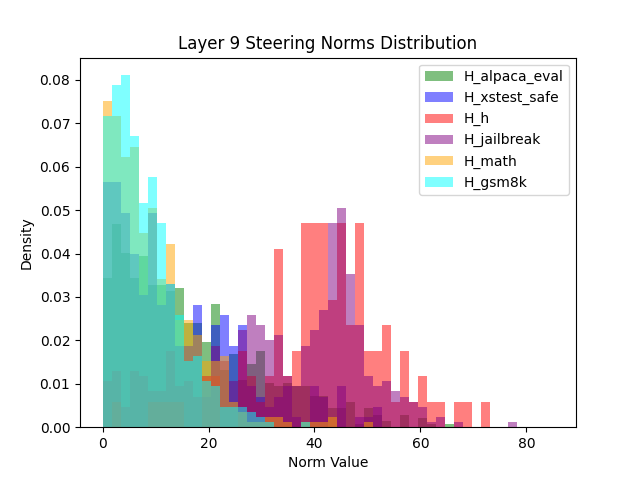 Layer 9 Steering Norms Distribution
H_alpaca_eval
H_xstest_safe
H_h
H_jailbreak
H_math
H_gsm8k
0.08
0.07
0.06
0.05
0.04
0.03
0.02
0.01
0.00
Density
0 20 40 60 80
Norm Value